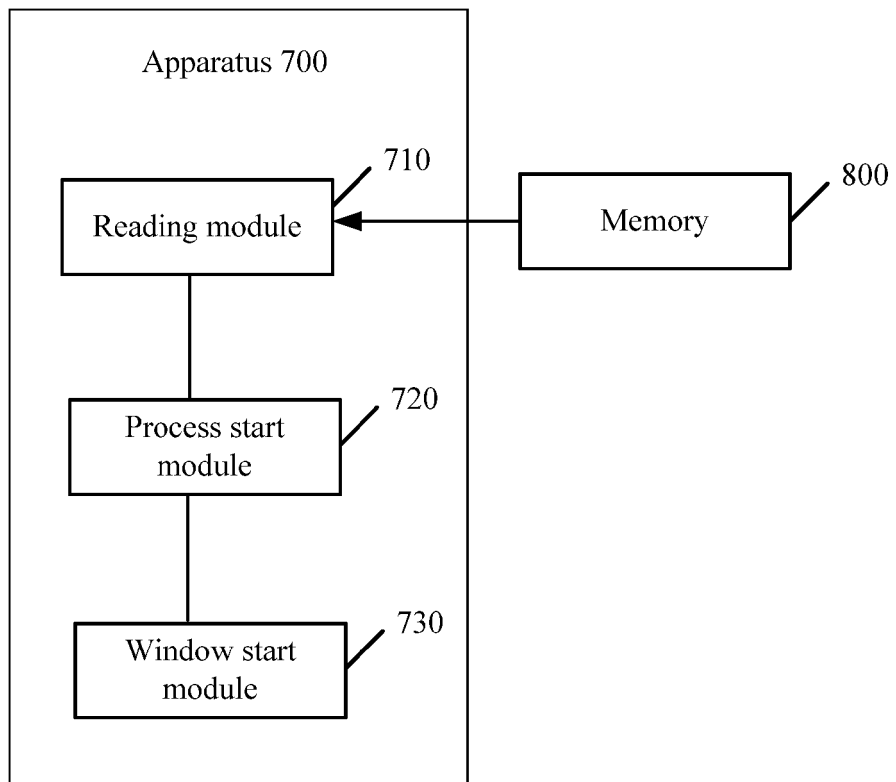 Apparatus 700
710
Reading module
800
Memory
720
Process start
module
730
Window start
module